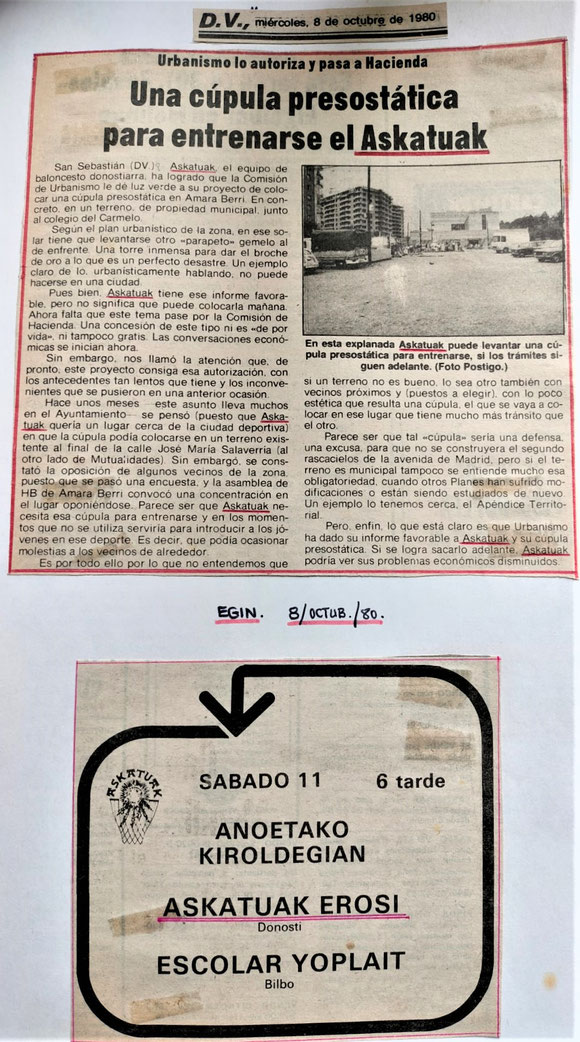 D.V., miércoles, 8 de octubre de 1980
Urbanismo lo autoriza y pasa a Hacienda
Una cúpula presostática
para entrenarse el Askatuak
San Sebastián (DV.) Askatuak, el equipo de
baloncesto donostiarra, ha logrado que la Comisión
de Urbanismo le dé luz verde a su proyecto de colo-
car una cúpula presostática en Amara Berri. En con-
creto, en un terreno, de propiedad municipal, junto
al colegio del Carmelo.
Según el plan urbanístico de la zona, en ese so-
lar tiene que levantarse otro «parapeto» gemelo al
de enfrente. Una torre inmensa para dar el broche
de oro a lo que es un perfecto desastre. Un ejemplo
claro de lo, urbanísticamente hablando, no puede
hacerse en una ciudad.
Pues bien, Askatuak tiene ese informe favora-
ble, pero no significa que puede colocarla mañana.
Ahora falta que este tema pase por la Comisión de
Hacienda. Una concesión de este tipo ni es «de por
vida», ni tampoco gratis. Las conversaciones econó-
micas se inician ahora.
Sin embargo, nos llamó la atención que, de
pronto, este proyecto consiga esa autorización, con
los antecedentes tan lentos que tiene y los inconve-
nientes que se pusieron en una anterior ocasión.
Hace unos meses —este asunto lleva muchos
en el Ayuntamiento— se pensó (puesto que Aska-
tuak quería un lugar cerca de la ciudad deportiva)
en que la cúpula podía colocarse en un terreno exis-
tente al final de la calle José María Salaverría (al
otro lado de Mutualidades). Sin embargo, se cons-
tató la oposición de algunos vecinos de la zona,
puesto que se pasó una encuesta, y la asamblea de
HB de Amara Berri convocó una concentración en
el lugar oponiéndose. Parece ser que Askatuak ne-
cesita esa cúpula para entrenarse y en los momen-
tos que no se utilize serviría para introducir a los jó-
venes en ese deporte. Es decir, que podía ocasionar
molestias a los vecinos de alrededor.
Es por todo ello por lo que no entendemos que
En esta explanada Askatuak puede levantar una cú-
pula presostática para entrenarse, si los trámites si-
guen adelante. (Foto Postigo.)
si un terreno no es bueno, lo sea otro también con
vecinos próximos y (puestos a elegir), con lo poco
estética que resulta una cúpula, el que se vaya a co-
locar en ese lugar que tiene mucho más tránsito que
el otro.
Parece ser que tal «cúpula» sería una defensa,
una excusa, para que no se construyera el segundo
rascacielos de la avenida de Madrid, pero si el te-
rreno es municipal tampoco se entiende mucho esa
obligatoriedad, cuando otros Planes han sufrido mo-
dificaciones o están siendo estudiados de nuevo.
Un ejemplo lo tenemos cerca, el Apéndice Territo-
rial.
Pero, enfin, lo que está claro es que Urbanismo
ha dado su informe favorable a Askatuak y su cúpula
presostática. Si se logra sacarlo adelante, Askatuak
podría ver sus problemas económicos disminuidos.
EGIN. 8/OCTUB./80.
ASKATUAK
SABADO 11 6 tarde
ANOETAKO
KIROLDEGIAN
ASKATUAK EROSI
Donosti
ESCOLAR YOPLAIT
Bilbo